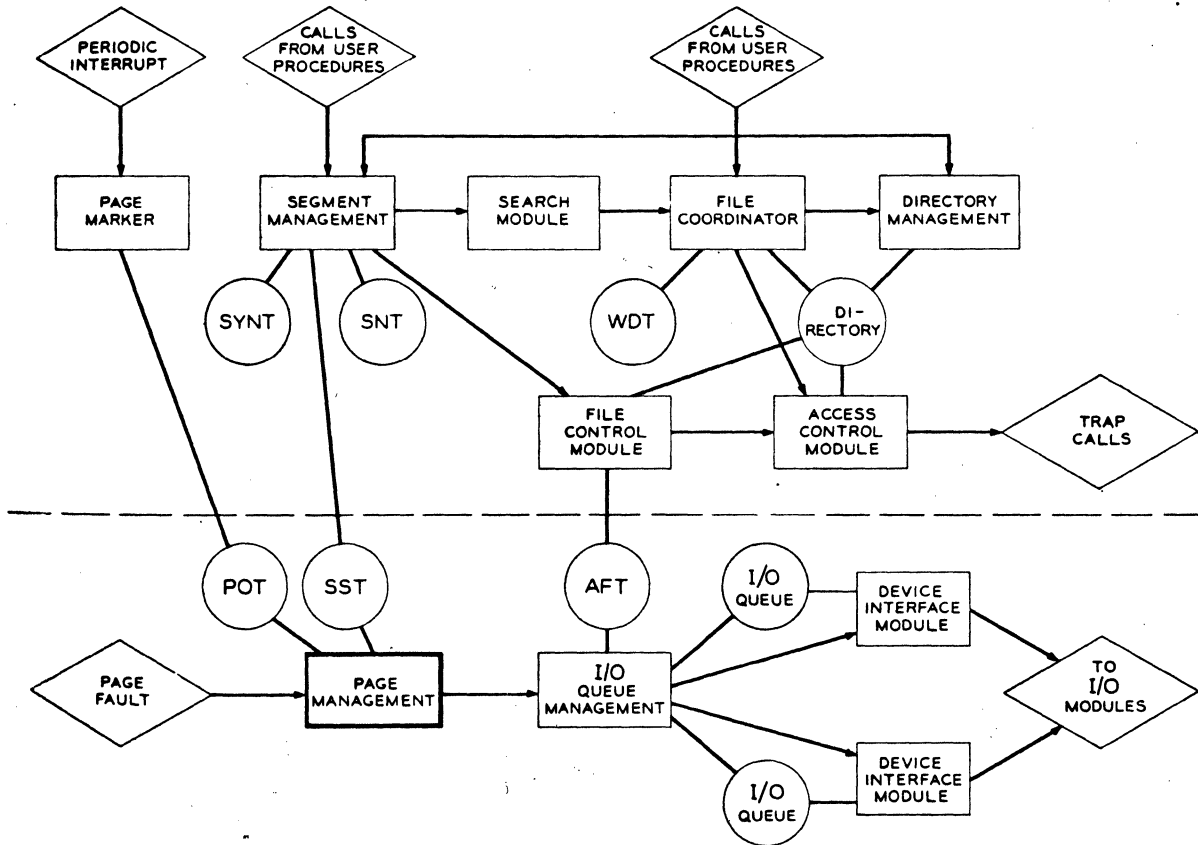 PERIODIC
INTERRUPT
CALLS
FROM USER
PROCEDURES
CALLS
FROM USER
PROCEDURES
PAGE
MARKER
SEGMENT
MANAGEMENT
SEARCH
MODULE
FILE
COORDINATOR
DIRECTORY
MANAGEMENT
SYNT
SNT
WDT
DI-
RECTORY
FILE
CONTROL
MODULE
ACCESS
CONTROL
MODULE
TRAP
CALLS
POT
SST
AFT
I/O
QUEUE
DEVICE
INTERFACE
MODULE
PAGE
FAULT
PAGE
MANAGEMENT
I/O
QUEUE
MANAGEMENT
TO
I/O
MODULES
I/O
QUEUE
DEVICE
INTERFACE
MODULE